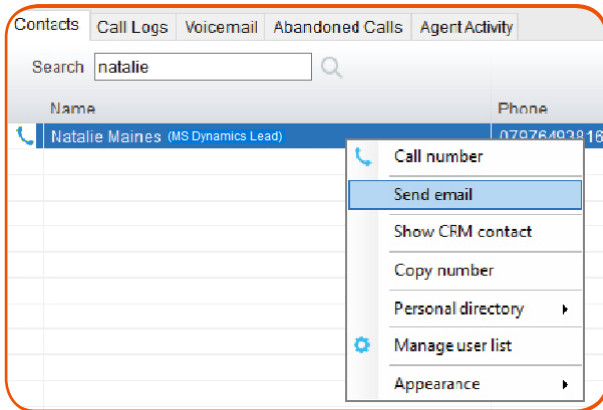 Contacts Call Logs Voicemail Abandoned Calls Agent Activity
Search natalie
Name Phone
Natalie Maines (MS Dynamics Lead) 07976493816
Call number
Send email
Show CRM contact
Copy number
Personal directory
Manage user list
Appearance